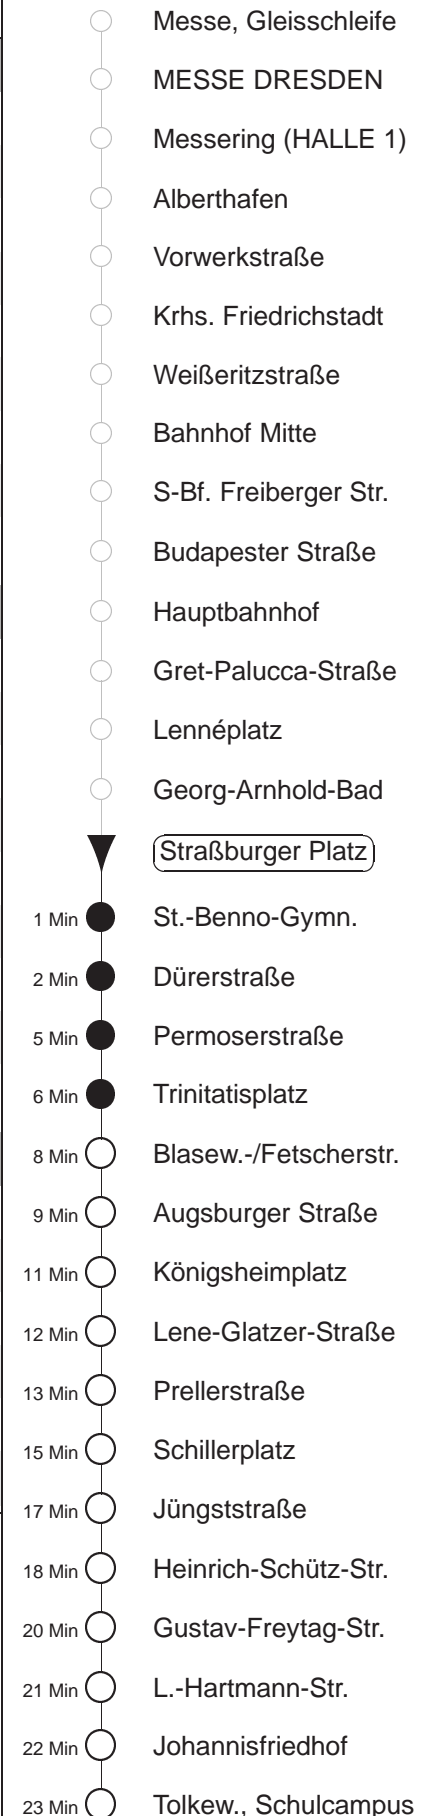 Messe, Gleisschleife
MESSE DRESDEN
Messering (HALLE 1)
Alberthafen
Vorwerkstraße
Krhs. Friedrichstadt
Weißeritzstraße
Bahnhof Mitte
S-Bf. Freiberger Str.
Budapester Straße
Hauptbahnhof
Gret-Palucca-Straße
Lennéplatz
Georg-Arnhold-Bad
Straßburger Platz
1 Min St.-Benno-Gymn.
2 Min Dürerstraße
5 Min Permoserstraße
6 Min Trinitatisplatz
8 Min Blasew.-/Fetscherstr.
9 Min Augsburger Straße
11 Min Königsheimplatz
12 Min Lene-Glatzer-Straße
13 Min Prellerstraße
15 Min Schillerplatz
17 Min Jüngststraße
18 Min Heinrich-Schütz-Str.
20 Min Gustav-Freytag-Str.
21 Min L.-Hartmann-Str.
22 Min Johannisfriedhof
23 Min Tolkew., Schulcampus